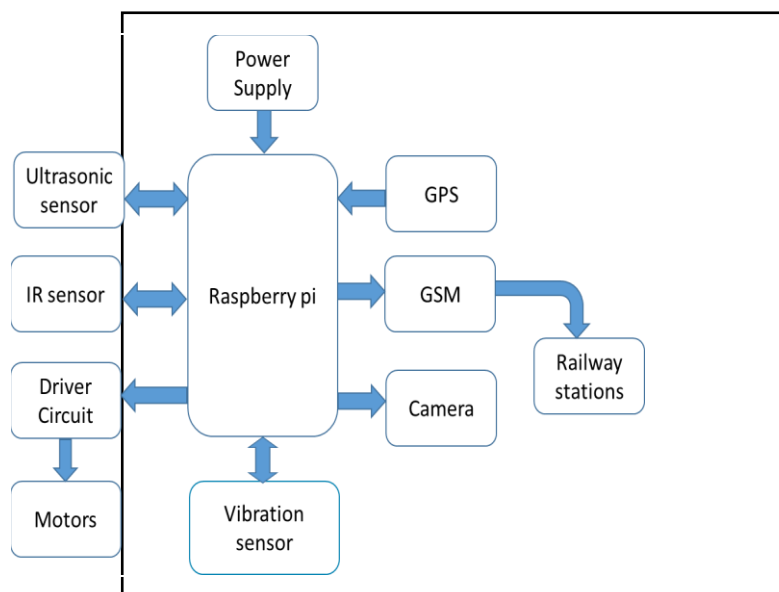 Power
Supply
Ultrasonic
sensor
GPS
IR sensor
Raspberry pi
GSM
Railway
stations
Driver
Circuit
Camera
Motors
Vibration
sensor